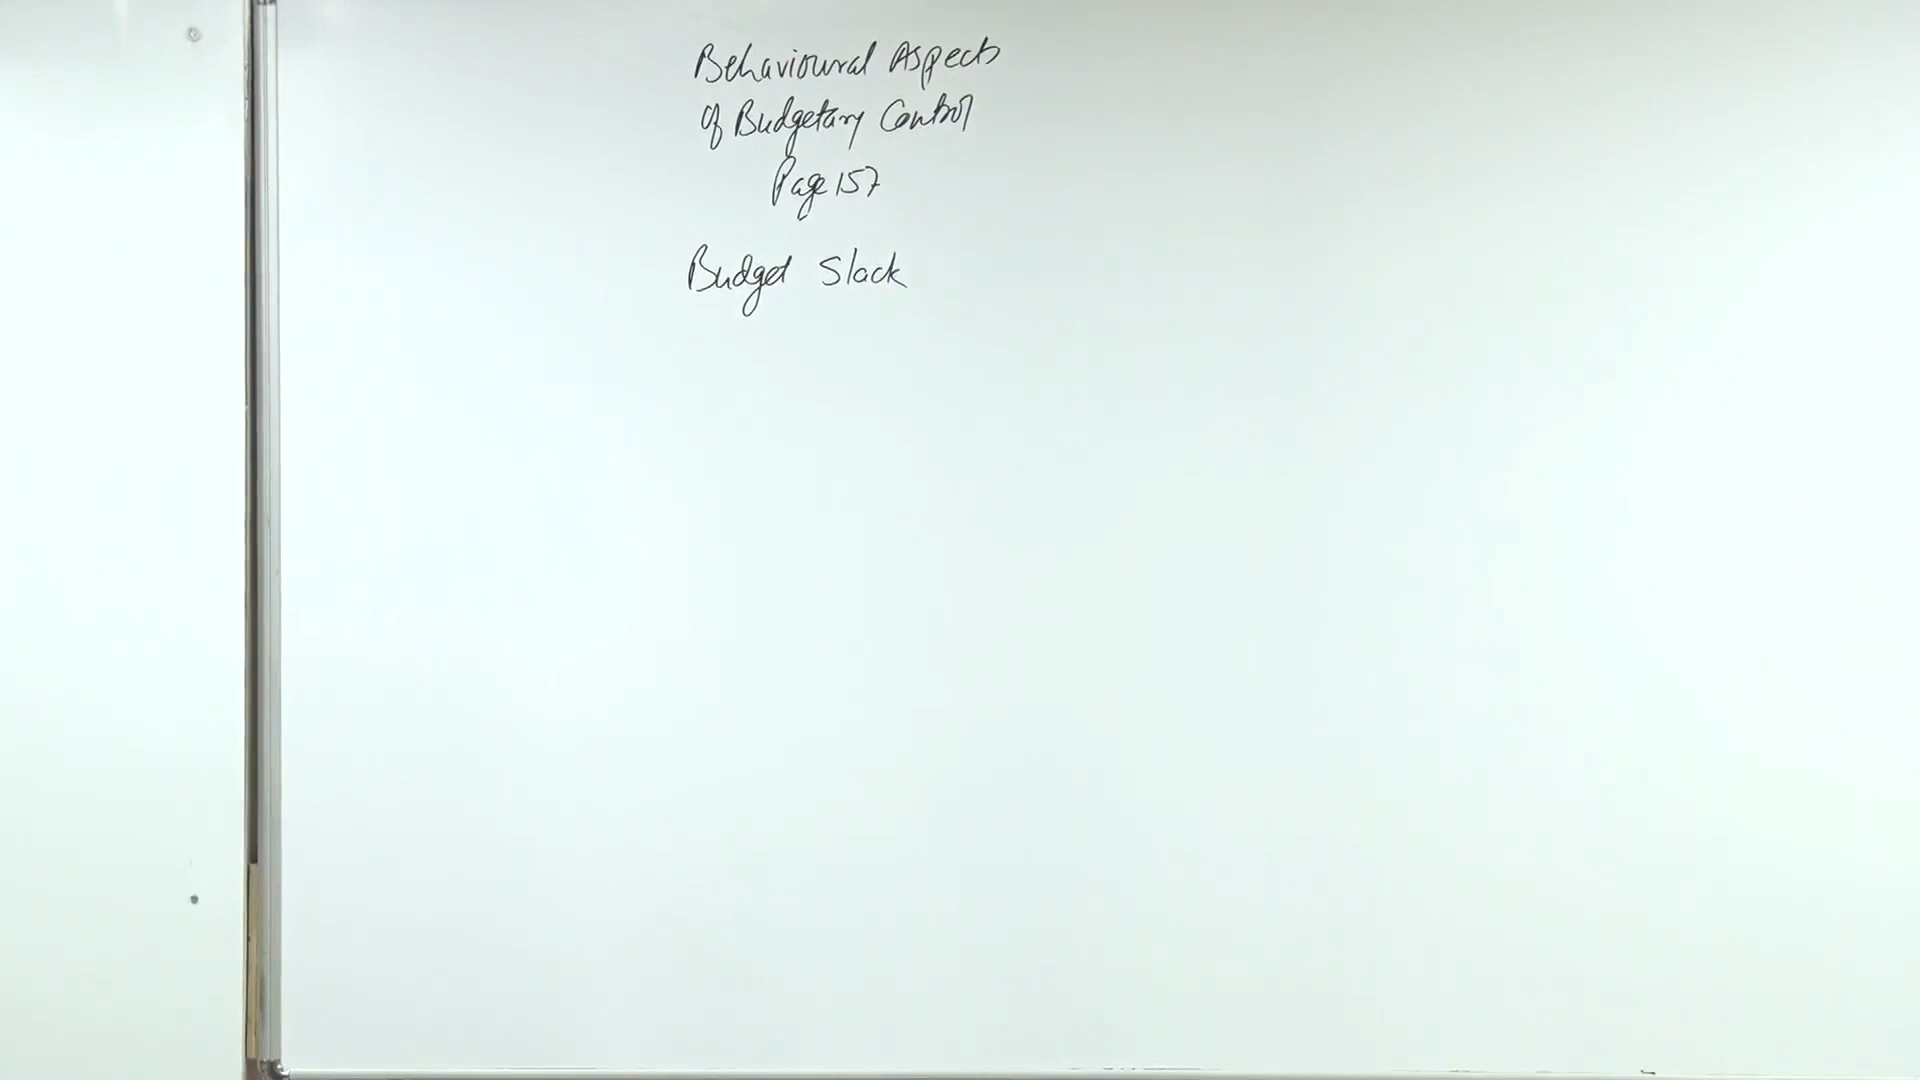 Behavioural Aspects
Of Budgetary Control
Page 157
Budget Slack